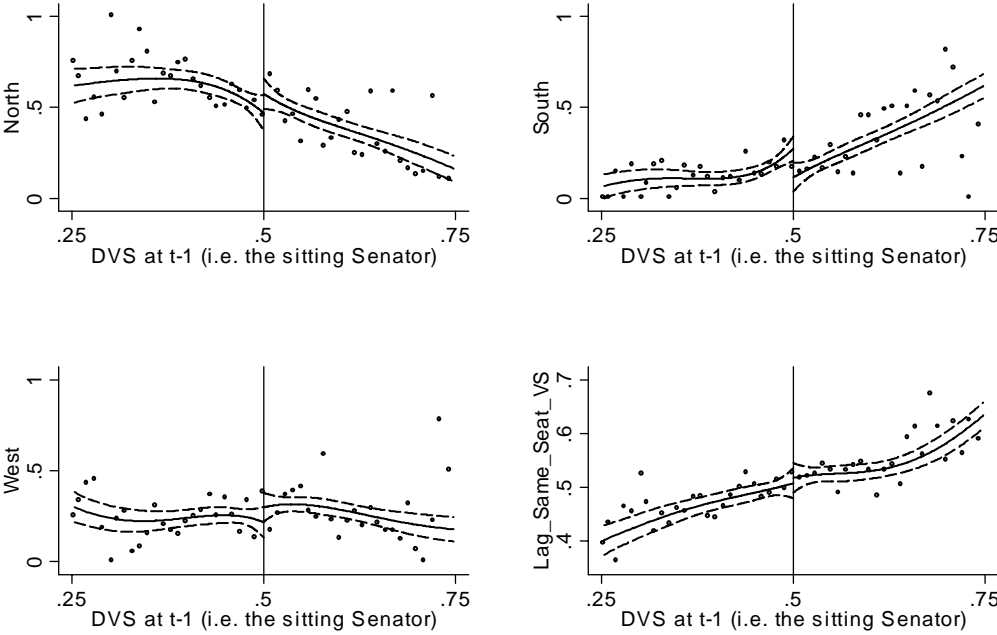 North
1
.5
0
.25 .5 .75
DVS at t-1 (i.e. the sitting Senator)
South
1
.5
0
.25 .5 .75
DVS at t-1 (i.e. the sitting Senator)
West
1
.5
0
.25 .5 .75
DVS at t-1 (i.e. the sitting Senator)
Lag_Same_Seat_VS
.7
.6
.5
.4
.25 .5 .75
DVS at t-1 (i.e. the sitting Senator)